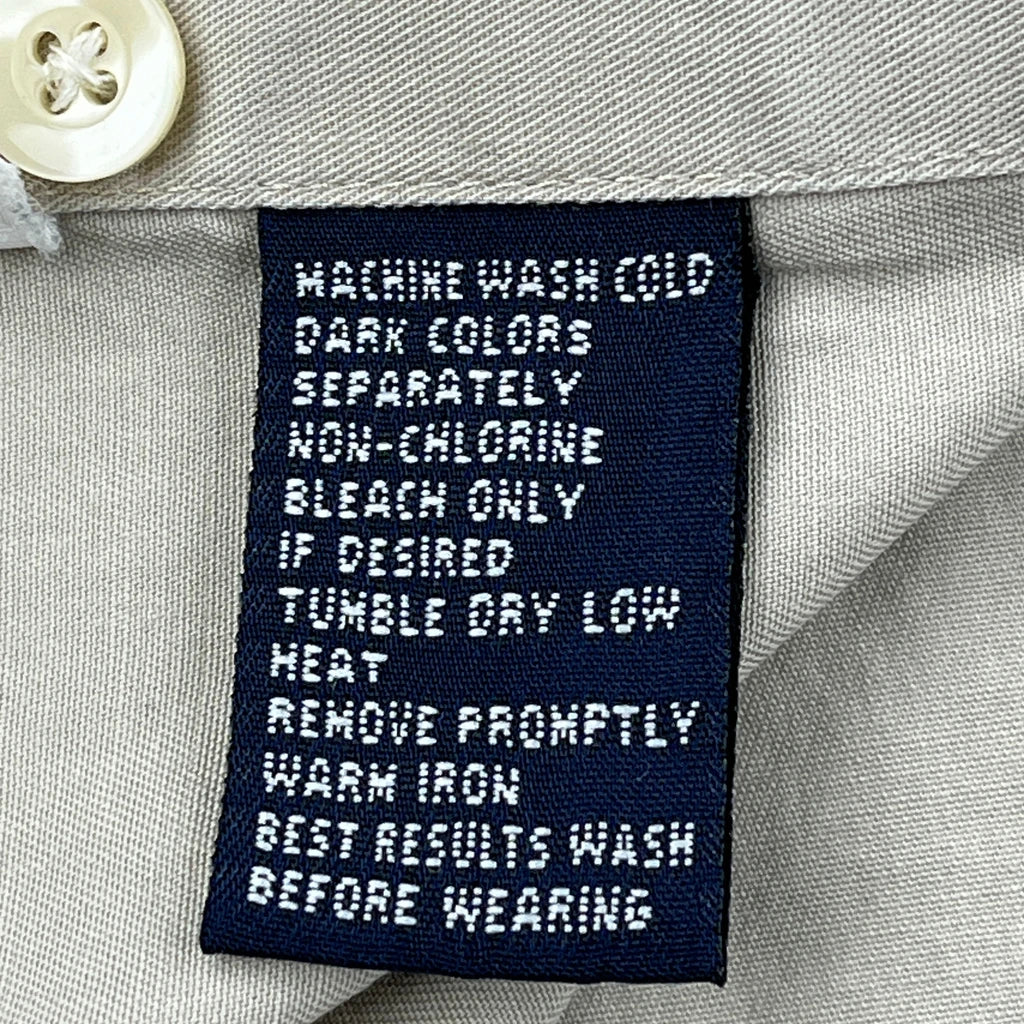 MACHINE WASH COLD
DARK COLORS
SEPARATELY
NON-CHLORINE
BLEACH ONLY
IF DESIRED
TUMBLE DRY LOW
HEAT
REMOVE PROMPTLY
WARM IRON
BEST RESULTS WASH
BEFORE WEARING